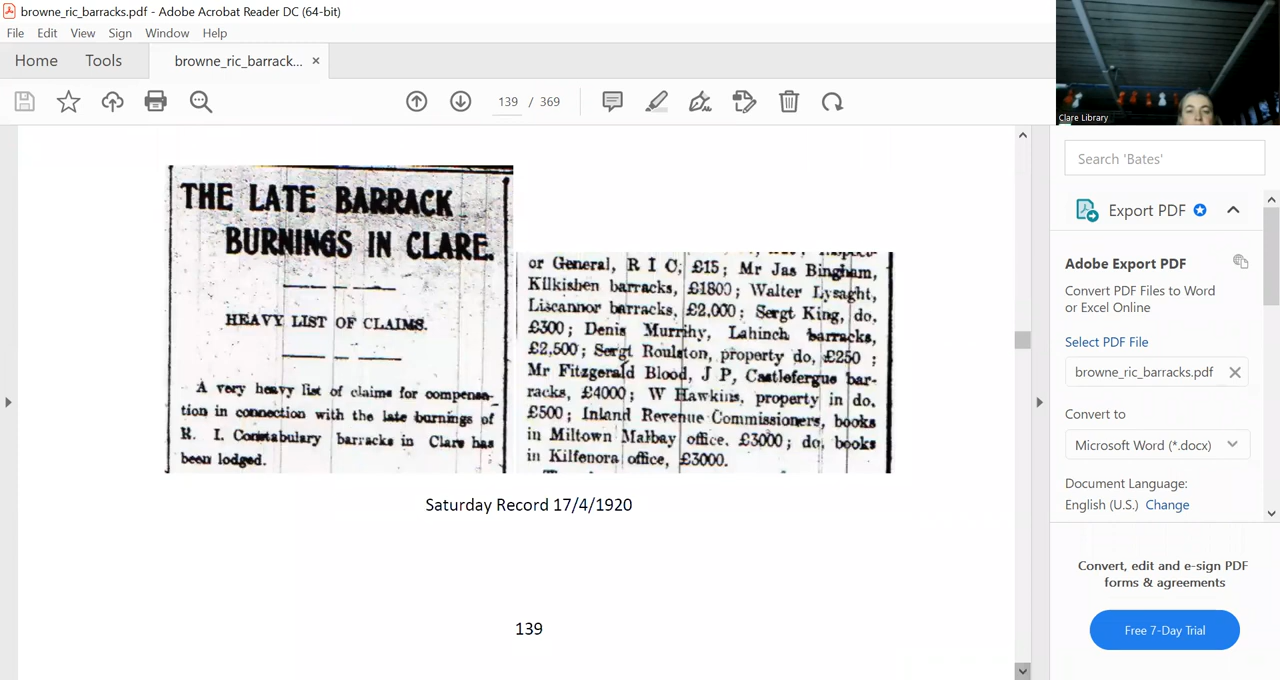 browne_ric_barracks.pdf - Adobe Acrobat Reader DC (64-bit)
File Edit View Sign Window Help
Home Tools browne_ric_barrack... ×
139 / 369
THE LATE BARRACK
BURNINGS IN CLARE.
HEAVY LIST OF CLAIMS.
A very heavy list of claims for compensa-
tion in connection with the late burnings of
R. I. Constabulary barracks in Clare has
been lodged.
or General, R I C, £15; Mr Jas Bingham,
Kilkishen barracks, £1800; Walter Lysaght,
Liscannor barracks, £2,000; Sergt King, do,
£300; Denis Murrihy, Lahinch barracks,
£2,500; Sergt Roulston, property do, £250 ;
Mr Fitzgerald Blood, J P, Castlefergus bar-
racks, £4000; W Hawkins, property in do,
£500; Inland Revenue Commissioners, books
in Miltown Malbay office, £3000; do, books
in Kilfenora office, £3000.
Saturday Record 17/4/1920
139
Clare Library
Search 'Bates'
Export PDF
Adobe Export PDF
Convert PDF Files to Word
or Excel Online
Select PDF File
browne_ric_barracks.pdf
Convert to
Microsoft Word (*.docx)
Document Language:
English (U.S.) Change
Convert, edit and e-sign PDF
forms & agreements
Free 7-Day Trial